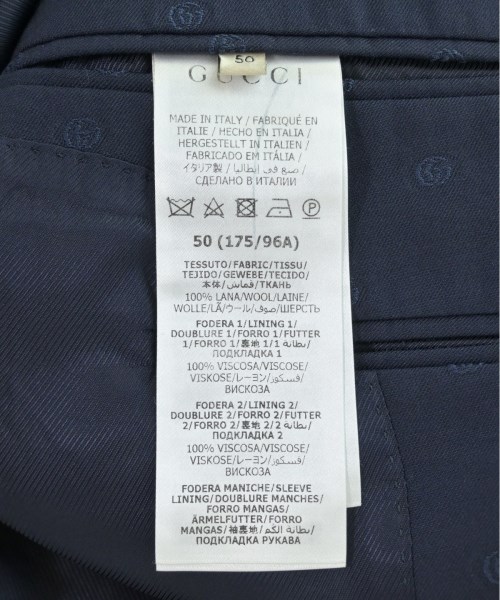 50
GUCCI
MADE IN ITALY / FABRIQUÉ EN
ITALIE / HECHO EN ITALIA /
HERGESTELLT IN ITALIEN /
FABRICADO EM ITÁLIA /
イタリア製 / صنع في ايطاليا /
СДЕЛАНО В ИТАЛИИ
50 (175/96A)
TESSUTO/FABRIC/TISSU/
TEJIDO/GEWEBE/TECIDO/
本体/قماش/ТКАНЬ
100% LANA/WOOL/LAINE/
WOLLE/LÃ/ウール/صوف/ШЕРСТЬ
FODERA 1/LINING 1/
DOUBLURE 1/FORRO 1/FUTTER
1/FORRO 1/裏地 1/بطانة 1/
ПОДКЛАДКА 1
100% VISCOSA/VISCOSE/
VISKOSE/レーヨン/فسكوز/
ВИСКОЗА
FODERA 2/LINING 2/
DOUBLURE 2/FORRO 2/FUTTER
2/FORRO 2/裏地 2/بطانة 2/
ПОДКЛАДКА 2
100% VISCOSA/VISCOSE/
VISKOSE/レーヨン/فسكوز/
ВИСКОЗА
FODERA MANICHE/SLEEVE
LINING/DOUBLURE MANCHES/
FORRO MANGAS/
ÄRMELFUTTER/FORRO
MANGAS/袖裏地/بطانة الكم/
ПОДКЛАДКА РУКАВА